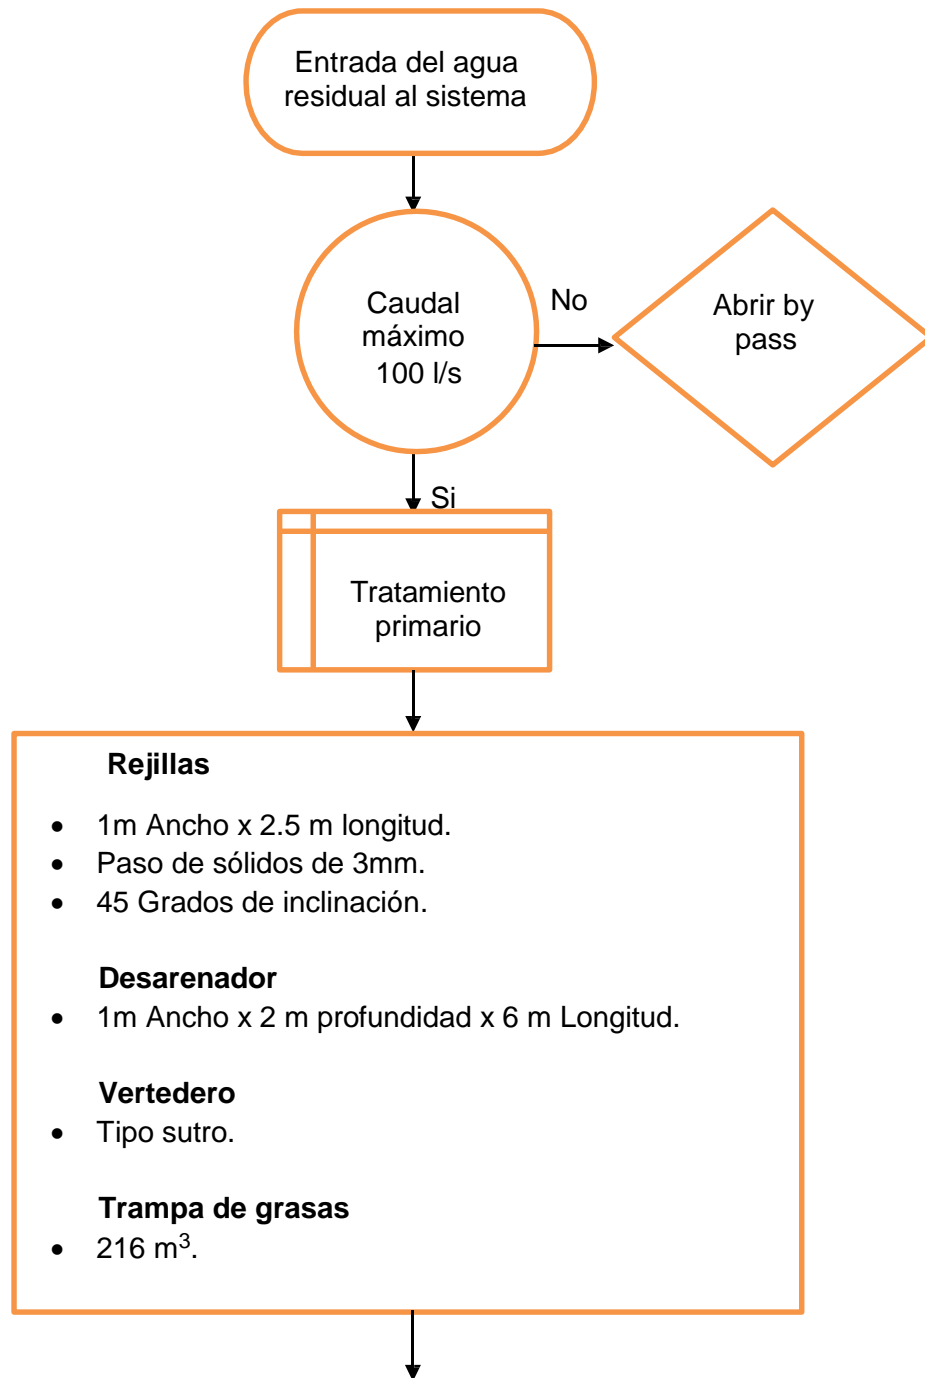 Entrada del agua
residual al sistema
Caudal
máximo
100 l/s
No
Abrir by
pass
Si
Tratamiento
primario
Rejillas
• 1m Ancho x 2.5 m longitud.
• Paso de sólidos de 3mm.
• 45 Grados de inclinación.
Desarenador
• 1m Ancho x 2 m profundidad x 6 m Longitud.
Vertedero
• Tipo sutro.
Trampa de grasas
• 216 m³.